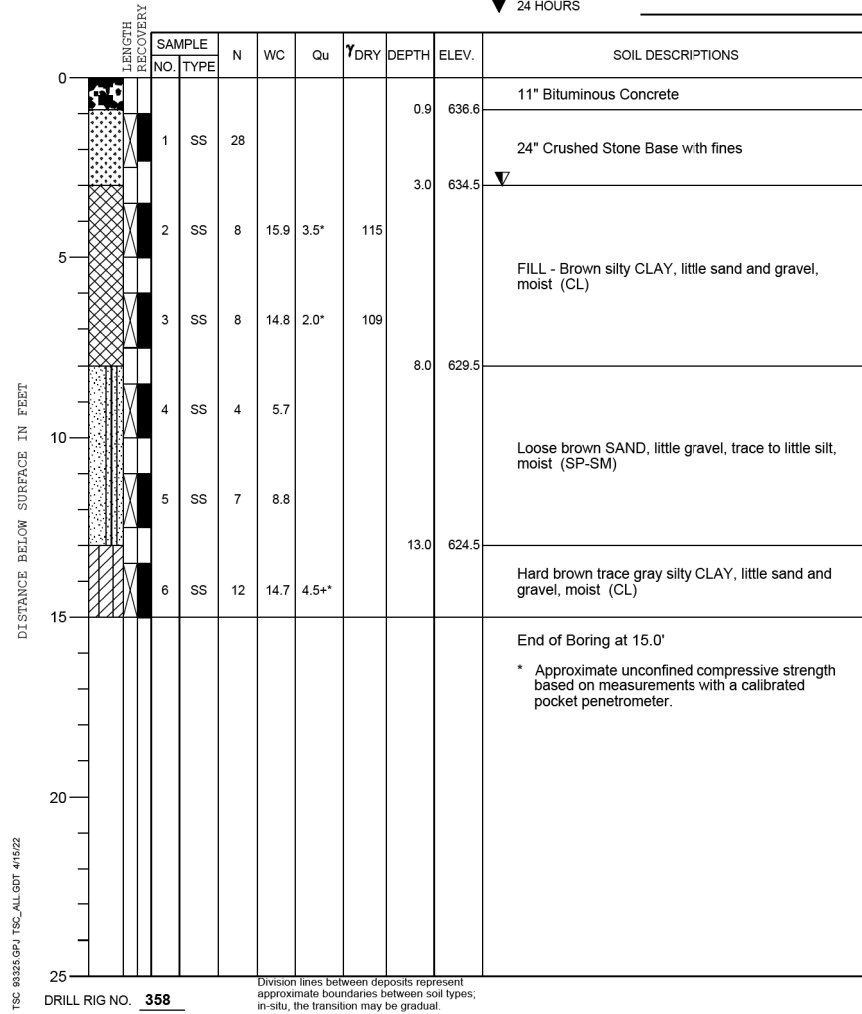 ▼ 24 HOURS
LENGTH
RECOVERY
SAMPLE
NO. TYPE N WC Qu γDRY DEPTH ELEV. SOIL DESCRIPTIONS
0
11" Bituminous Concrete
0.9 636.6
1 SS 28
24" Crushed Stone Base with fines
3.0 634.5
2 SS 8 15.9 3.5* 115
5
FILL - Brown silty CLAY, little sand and gravel,
moist (CL)
3 SS 8 14.8 2.0* 109
8.0 629.5
4 SS 4 5.7
10
Loose brown SAND, little gravel, trace to little silt,
moist (SP-SM)
5 SS 7 8.8
13.0 624.5
Hard brown trace gray silty CLAY, little sand and
gravel, moist (CL)
6 SS 12 14.7 4.5+*
15
End of Boring at 15.0'
* Approximate unconfined compressive strength
based on measurements with a calibrated
pocket penetrometer.
20
25
DISTANCE BELOW SURFACE IN FEET
TSC 93325.GPJ TSC_ALL.GDT 4/15/22
DRILL RIG NO. 358
Division lines between deposits represent
approximate boundaries between soil types;
in-situ, the transition may be gradual.